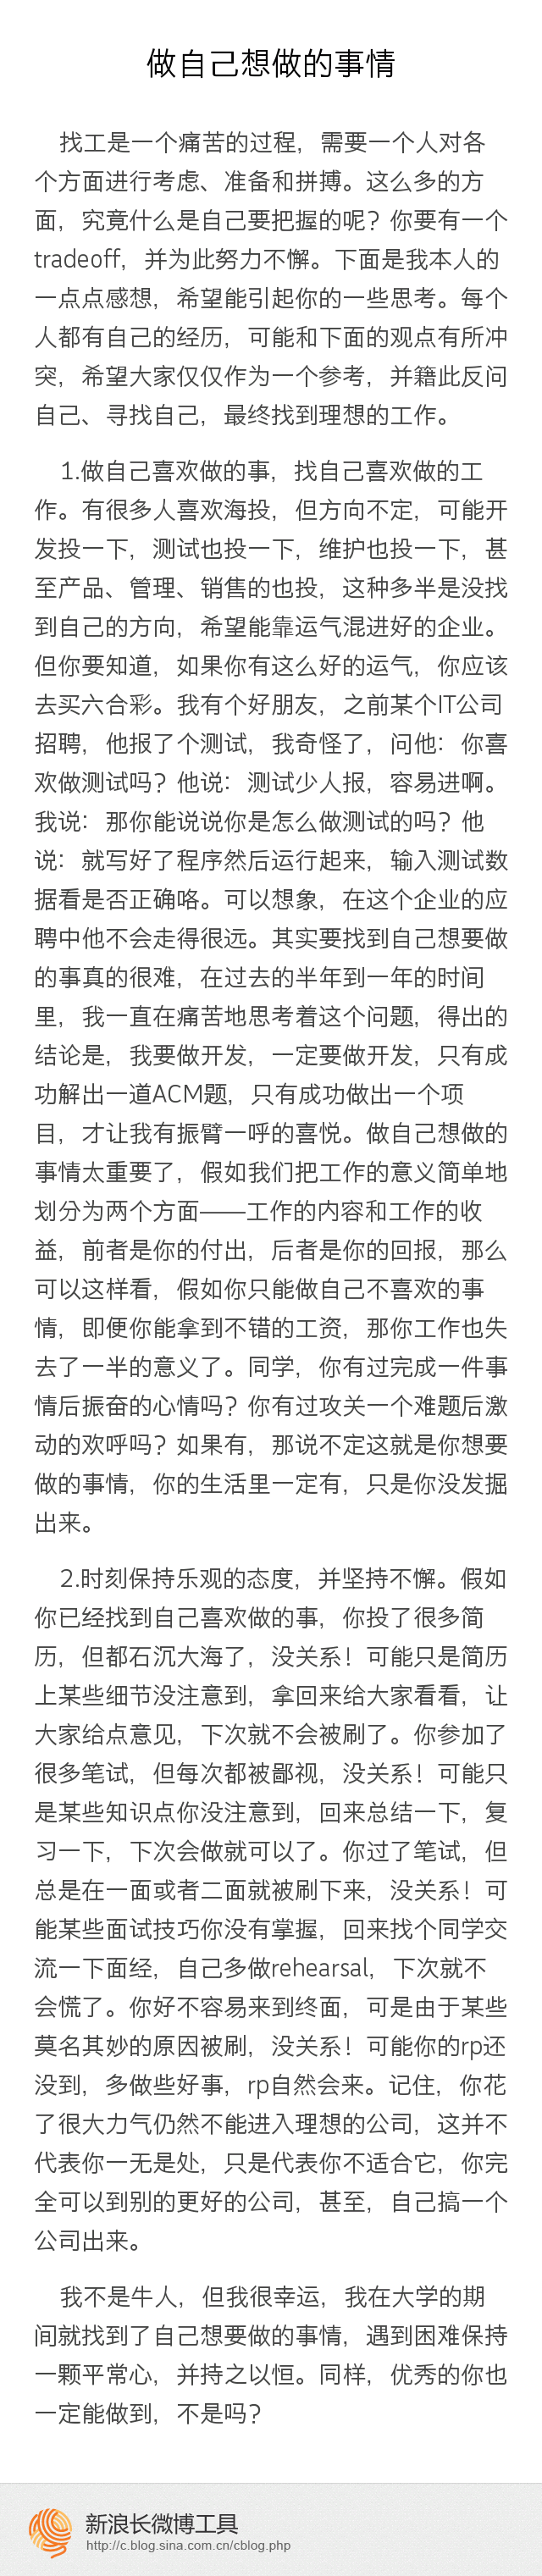 做自己想做的事情
找工是一个痛苦的过程，需要一个人对各
个方面进行考虑、准备和拼搏。这么多的方
面，究竟什么是自己要把握的呢？你要有一个
tradeoff，并为此努力不懈。下面是我本人的
一点点感想，希望能引起你的一些思考。每个
人都有自己的经历，可能和下面的观点有所冲
突，希望大家仅仅作为一个参考，并籍此反问
自己、寻找自己，最终找到理想的工作。
1.做自己喜欢做的事，找自己喜欢做的工
作。有很多人喜欢海投，但方向不定，可能开
发投一下，测试也投一下，维护也投一下，甚
至产品、管理、销售的也投，这种多半是没找
到自己的方向，希望能靠运气混进好的企业。
但你要知道，如果你有这么好的运气，你应该
去买六合彩。我有个好朋友，之前某个IT公司
招聘，他报了个测试，我奇怪了，问他：你喜
欢做测试吗？他说：测试少人报，容易进啊。
我说：那你能说说你是怎么做测试的吗？他
说：就写好了程序然后运行起来，输入测试数
据看是否正确咯。可以想象，在这个企业的应
聘中他不会走得很远。其实要找到自己想要做
的事真的很难，在过去的半年到一年的时间
里，我一直在痛苦地思考着这个问题，得出的
结论是，我要做开发，一定要做开发，只有成
功解出一道ACM题，只有成功做出一个项
目，才让我有振臂一呼的喜悦。做自己想做的
事情太重要了，假如我们把工作的意义简单地
划分为两个方面——工作的内容和工作的收
益，前者是你的付出，后者是你的回报，那么
可以这样看，假如你只能做自己不喜欢的事
情，即便你能拿到不错的工资，那你工作也失
去了一半的意义了。同学，你有过完成一件事
情后振奋的心情吗？你有过攻关一个难题后激
动的欢呼吗？如果有，那说不定这就是你想要
做的事情，你的生活里一定有，只是你没发掘
出来。
2.时刻保持乐观的态度，并坚持不懈。假如
你已经找到自己喜欢做的事，你投了很多简
历，但都石沉大海了，没关系！可能只是简历
上某些细节没注意到，拿回来给大家看看，让
大家给点意见，下次就不会被刷了。你参加了
很多笔试，但每次都被鄙视，没关系！可能只
是某些知识点你没注意到，回来总结一下，复
习一下，下次会做就可以了。你过了笔试，但
总是在一面或者二面就被刷下来，没关系！可
能某些面试技巧你没有掌握，回来找个同学交
流一下面经，自己多做rehearsal，下次就不
会慌了。你好不容易来到终面，可是由于某些
莫名其妙的原因被刷，没关系！可能你的rp还
没到，多做些好事，rp自然会来。记住，你花
了很大力气仍然不能进入理想的公司，这并不
代表你一无是处，只是代表你不适合它，你完
全可以到别的更好的公司，甚至，自己搞一个
公司出来。
我不是牛人，但我很幸运，我在大学的期
间就找到了自己想要做的事情，遇到困难保持
一颗平常心，并持之以恒。同样，优秀的你也
一定能做到，不是吗？
新浪长微博工具
http://c.blog.sina.com.cn/cblog.php